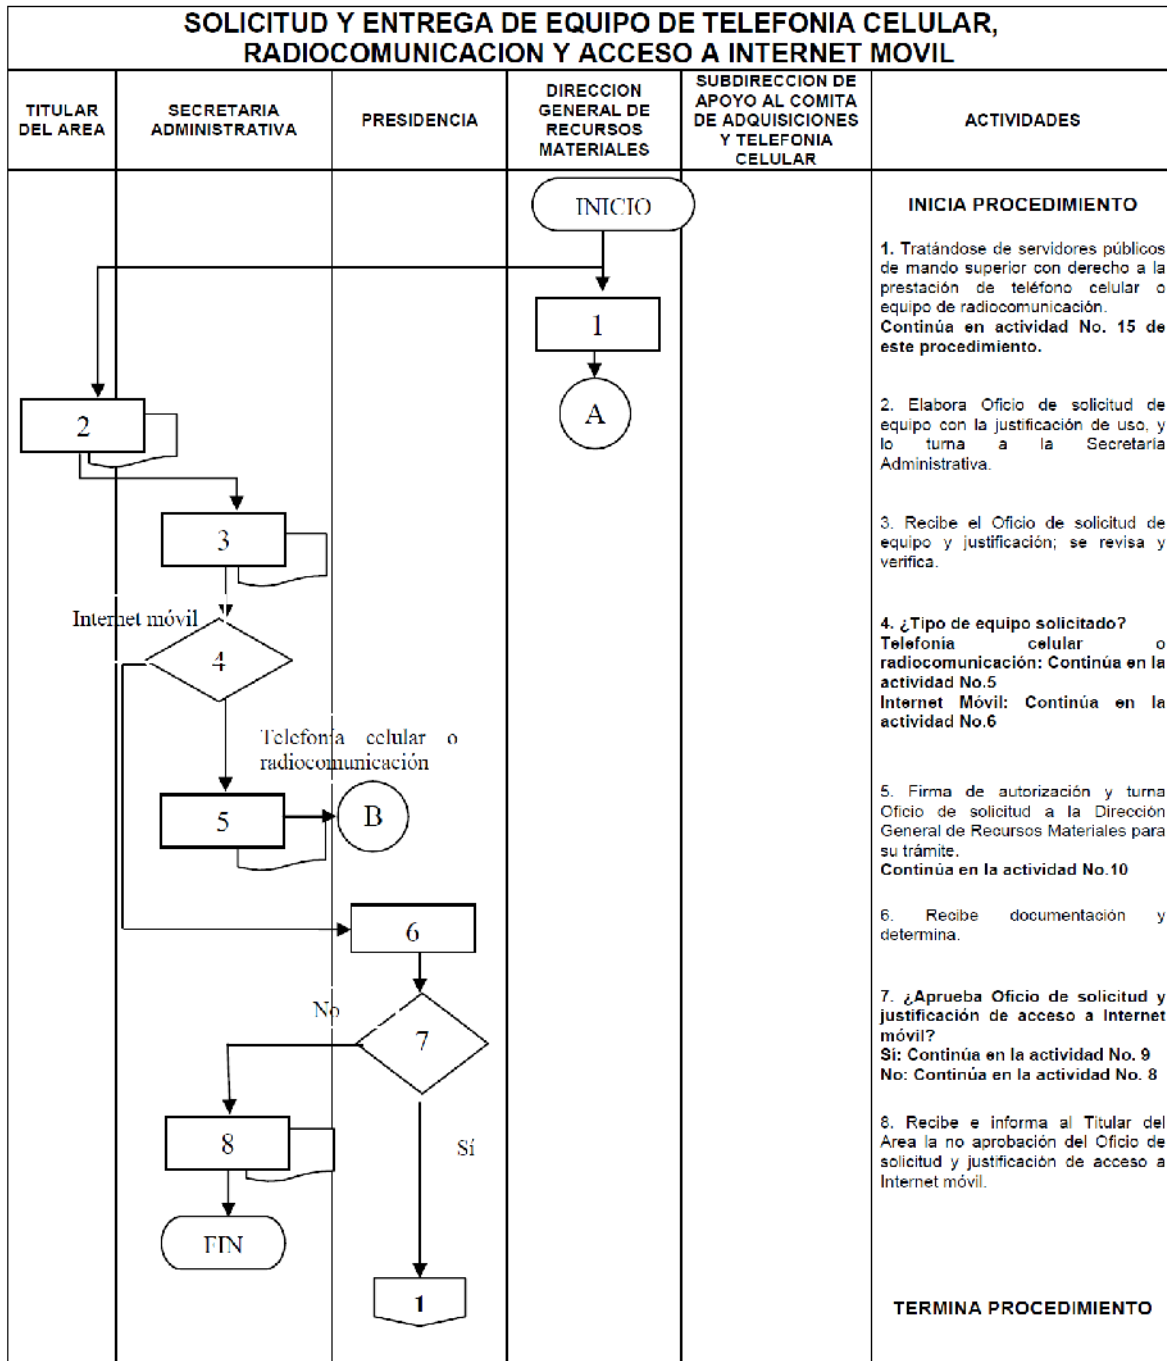 SOLICITUD Y ENTREGA DE EQUIPO DE TELEFONIA CELULAR,
RADIOCOMUNICACION Y ACCESO A INTERNET MOVIL
TITULAR
DEL AREA
SECRETARIA
ADMINISTRATIVA
PRESIDENCIA
DIRECCION
GENERAL DE
RECURSOS
MATERIALES
SUBDIRECCION DE
APOYO AL COMITA
DE ADQUISICIONES
Y TELEFONIA
CELULAR
ACTIVIDADES
INICIO
1
A
2
3
Internet móvil
4
Telefonía celular o
radiocomunicación
5
B
6
No
7
8
Sí
FIN
1
INICIA PROCEDIMIENTO
1. Tratándose de servidores públicos
de mando superior con derecho a la
prestación de teléfono celular o
equipo de radiocomunicación.
Continúa en actividad No. 15 de
este procedimiento.
2. Elabora Oficio de solicitud de
equipo con la justificación de uso, y
lo turna a la Secretaría
Administrativa.
3. Recibe el Oficio de solicitud de
equipo y justificación; se revisa y
verifica.
4. ¿Tipo de equipo solicitado?
Telefonía celular o
radiocomunicación: Continúa en la
actividad No.5
Internet Móvil: Continúa en la
actividad No.6
5. Firma de autorización y turna
Oficio de solicitud a la Dirección
General de Recursos Materiales para
su trámite.
Continúa en la actividad No.10
6. Recibe documentación y
determina.
7. ¿Aprueba Oficio de solicitud y
justificación de acceso a Internet
móvil?
Sí: Continúa en la actividad No. 9
No: Continúa en la actividad No. 8
8. Recibe e informa al Titular del
Area la no aprobación del Oficio de
solicitud y justificación de acceso a
Internet móvil.
TERMINA PROCEDIMIENTO